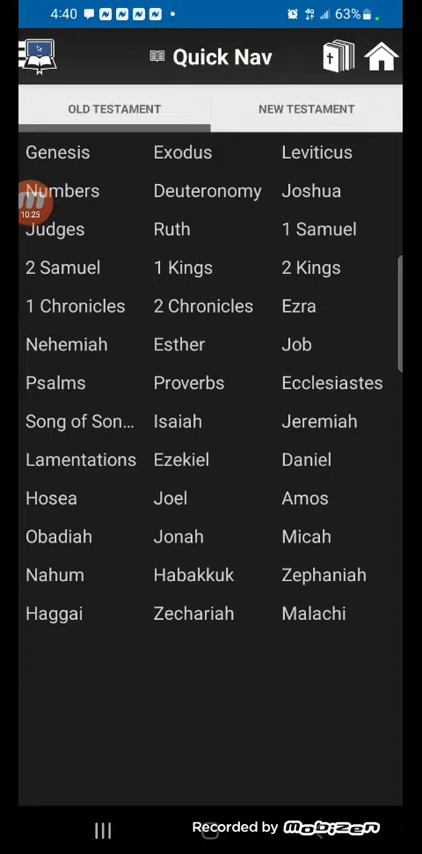 4:40 63%
Quick Nav
OLD TESTAMENT NEW TESTAMENT
Genesis Exodus Leviticus
Numbers Deuteronomy Joshua
10:25
Judges Ruth 1 Samuel
2 Samuel 1 Kings 2 Kings
1 Chronicles 2 Chronicles Ezra
Nehemiah Esther Job
Psalms Proverbs Ecclesiastes
Song of Son... Isaiah Jeremiah
Lamentations Ezekiel Daniel
Hosea Joel Amos
Obadiah Jonah Micah
Nahum Habakkuk Zephaniah
Haggai Zechariah Malachi
Recorded by mobizen